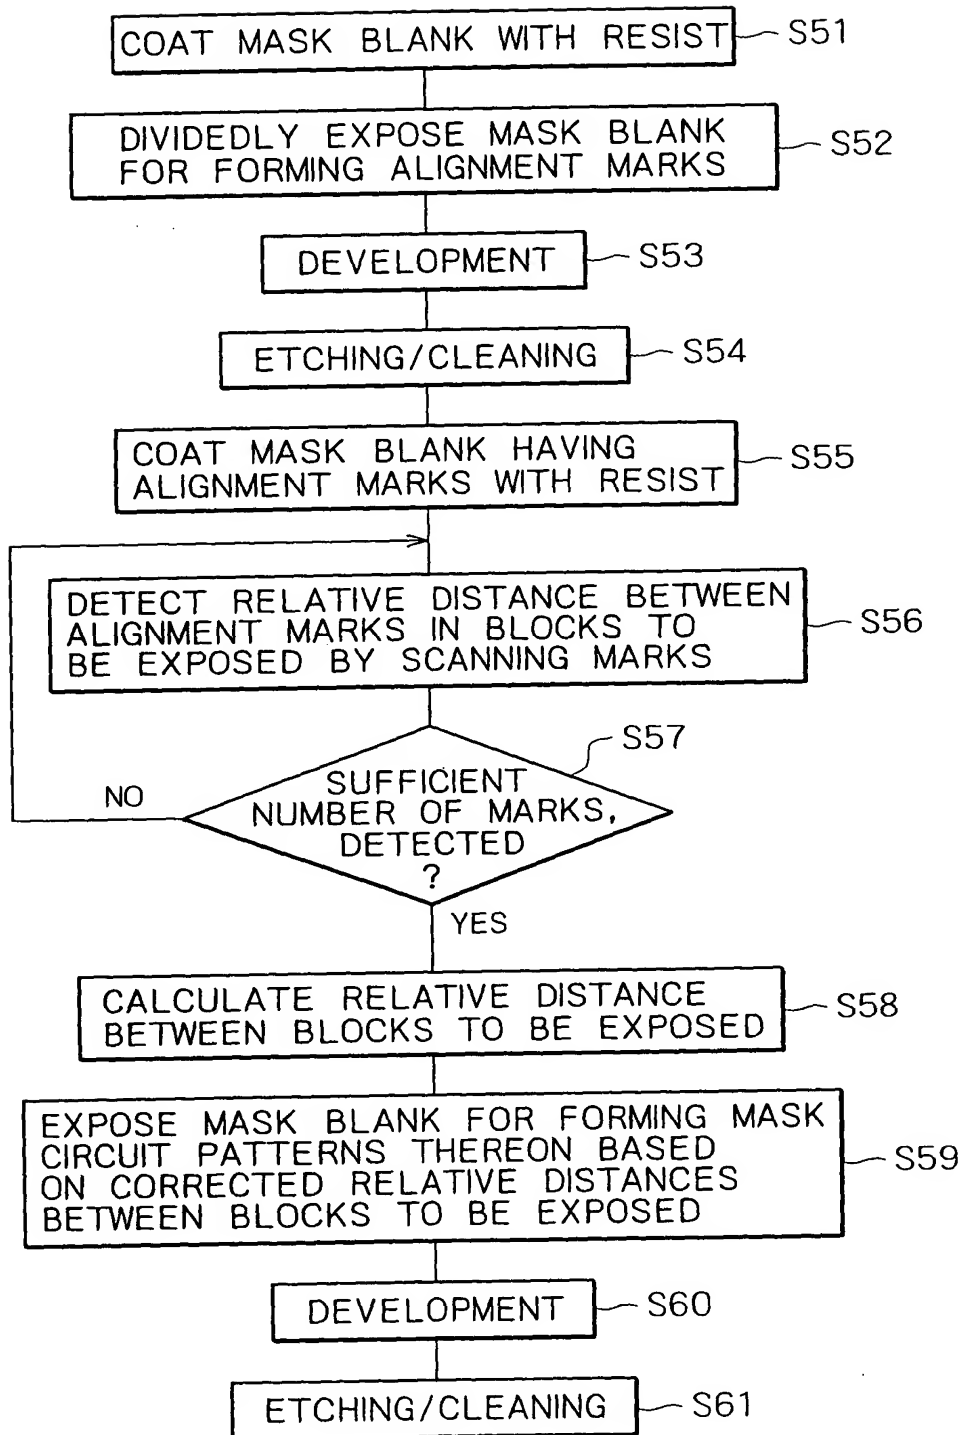 COAT MASK BLANK WITH RESIST
S51
DIVIDEDLY EXPOSE MASK BLANK
FOR FORMING ALIGNMENT MARKS
S52
DEVELOPMENT
S53
ETCHING/CLEANING
S54
COAT MASK BLANK HAVING
ALIGNMENT MARKS WITH RESIST
S55
DETECT RELATIVE DISTANCE BETWEEN
ALIGNMENT MARKS IN BLOCKS TO
BE EXPOSED BY SCANNING MARKS
S56
S57
SUFFICIENT
NUMBER OF MARKS,
DETECTED
?
NO
YES
CALCULATE RELATIVE DISTANCE
BETWEEN BLOCKS TO BE EXPOSED
S58
EXPOSE MASK BLANK FOR FORMING MASK
CIRCUIT PATTERNS THEREON BASED
ON CORRECTED RELATIVE DISTANCES
BETWEEN BLOCKS TO BE EXPOSED
S59
DEVELOPMENT
S60
ETCHING/CLEANING
S61